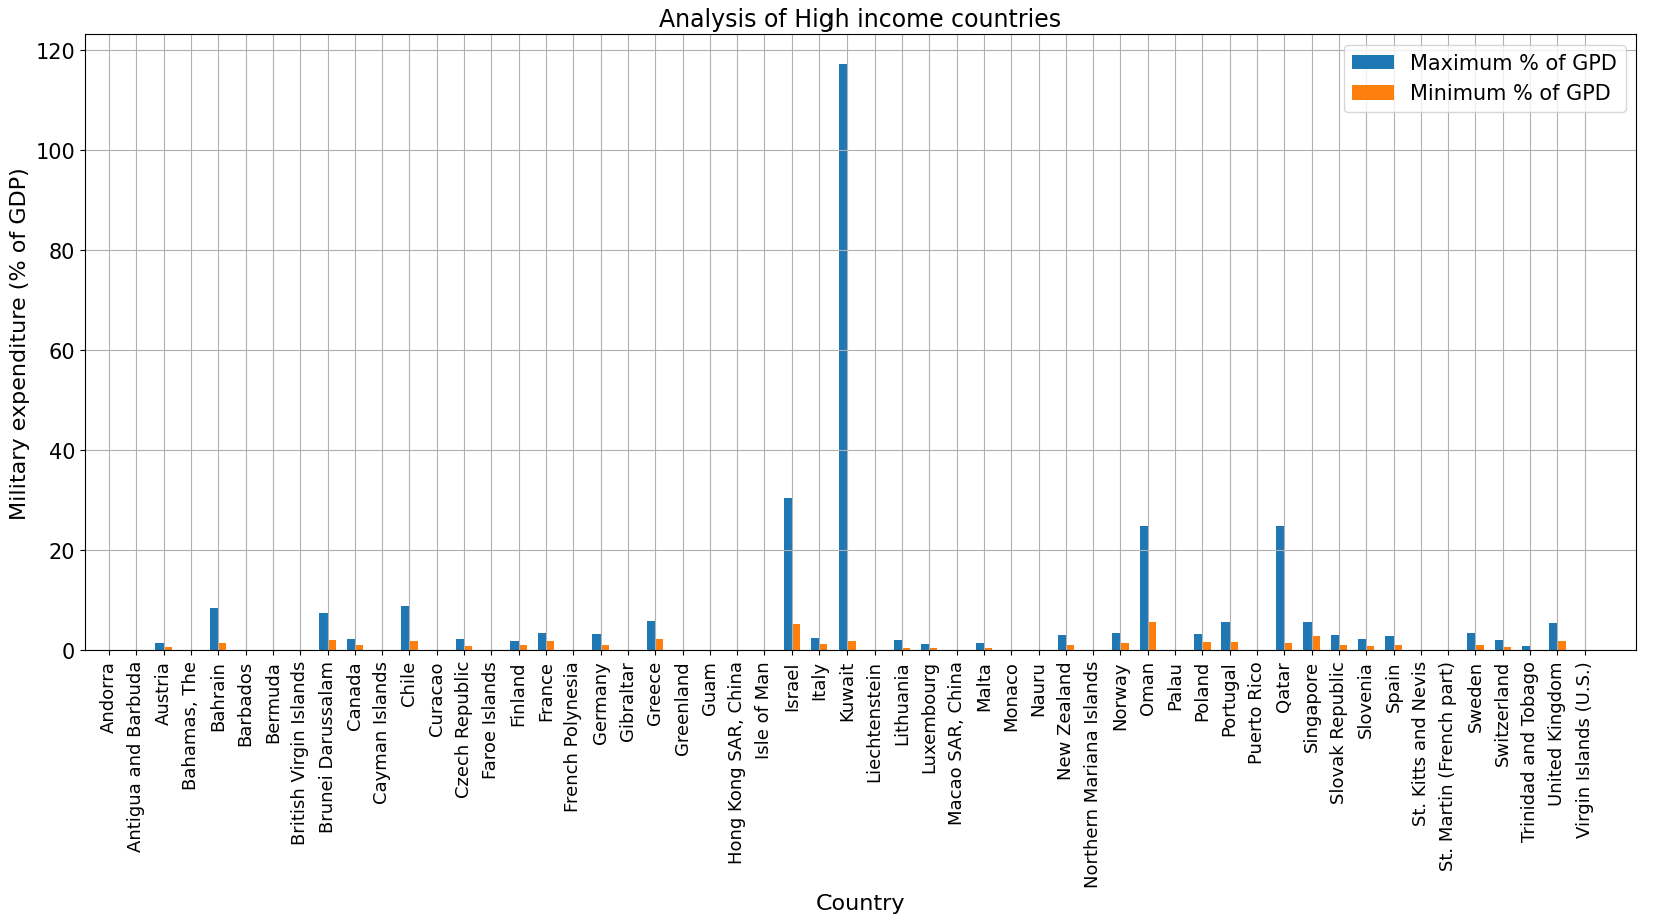 Analysis of High income countries
Maximum % of GPD
Minimum % of GPD
Military expenditure (% of GDP)
120
100
80
60
40
20
0
Andorra
Antigua and Barbuda
Austria
Bahamas, The
Bahrain
Barbados
Bermuda
British Virgin Islands
Brunei Darussalam
Canada
Cayman Islands
Chile
Curacao
Czech Republic
Faroe Islands
Finland
France
French Polynesia
Germany
Gibraltar
Greece
Greenland
Guam
Hong Kong SAR, China
Isle of Man
Israel
Italy
Kuwait
Liechtenstein
Lithuania
Luxembourg
Macao SAR, China
Malta
Monaco
Nauru
New Zealand
Northern Mariana Islands
Norway
Oman
Palau
Poland
Portugal
Puerto Rico
Qatar
Singapore
Slovak Republic
Slovenia
Spain
St. Kitts and Nevis
St. Martin (French part)
Sweden
Switzerland
Trinidad and Tobago
United Kingdom
Virgin Islands (U.S.)
Country